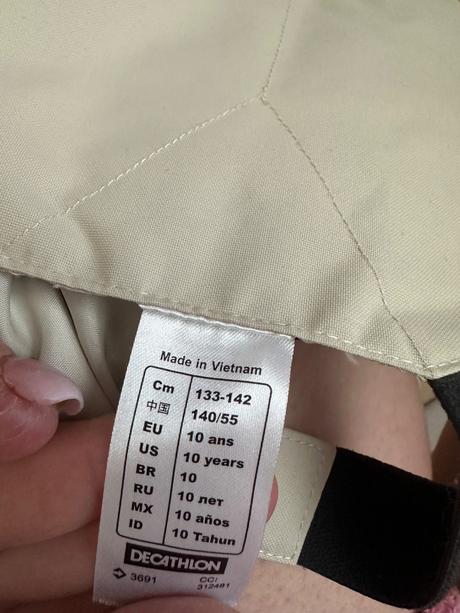 Made in Vietnam
Cm 133-142
中国 140/55
EU 10 ans
US 10 years
BR 10
RU 10 лет
MX 10 años
ID 10 Tahun
DECATHLON
3691 CCI
312481